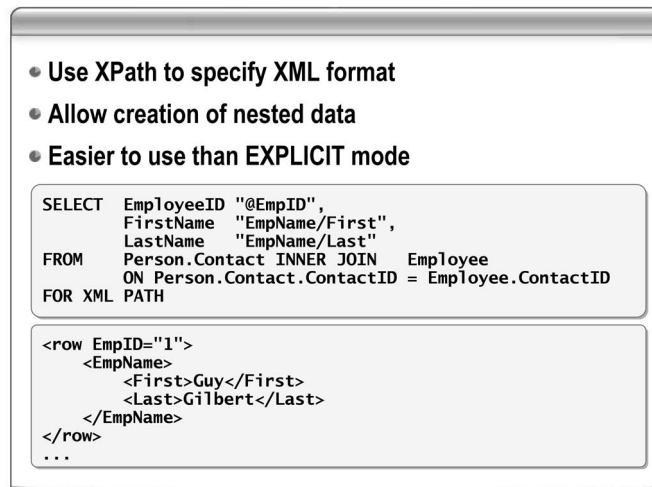 Use XPath to specify XML format
Allow creation of nested data
Easier to use than EXPLICIT mode
SELECT  EmployeeID "@EmpID",
        FirstName  "EmpName/First",
        LastName   "EmpName/Last"
FROM    Person.Contact INNER JOIN   Employee
        ON Person.Contact.ContactID = Employee.ContactID
FOR XML PATH
<row EmpID="1">
    <EmpName>
        <First>Guy</First>
        <Last>Gilbert</Last>
    </EmpName>
</row>
...